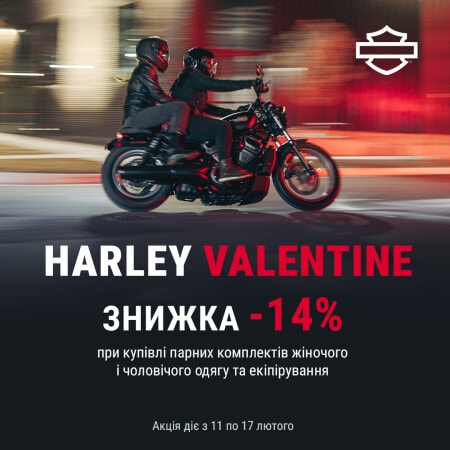 HARLEY VALENTINE
ЗНИЖКА -14%
при купівлі парних комплектів жіночого
і чоловічого одягу та екіпірування
Акція діє з 11 по 17 лютого